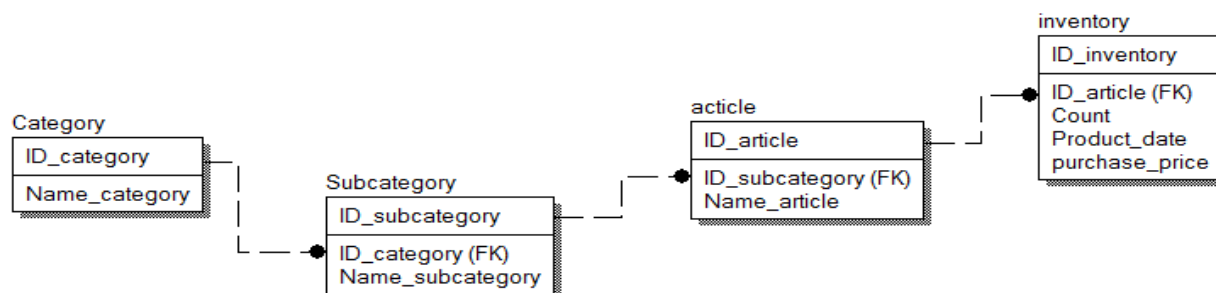 Category
ID_category
Name_category
Subcategory
ID_subcategory
ID_category (FK)
Name_subcategory
acticle
ID_article
ID_subcategory (FK)
Name_article
inventory
ID_inventory
ID_article (FK)
Count
Product_date
purchase_price